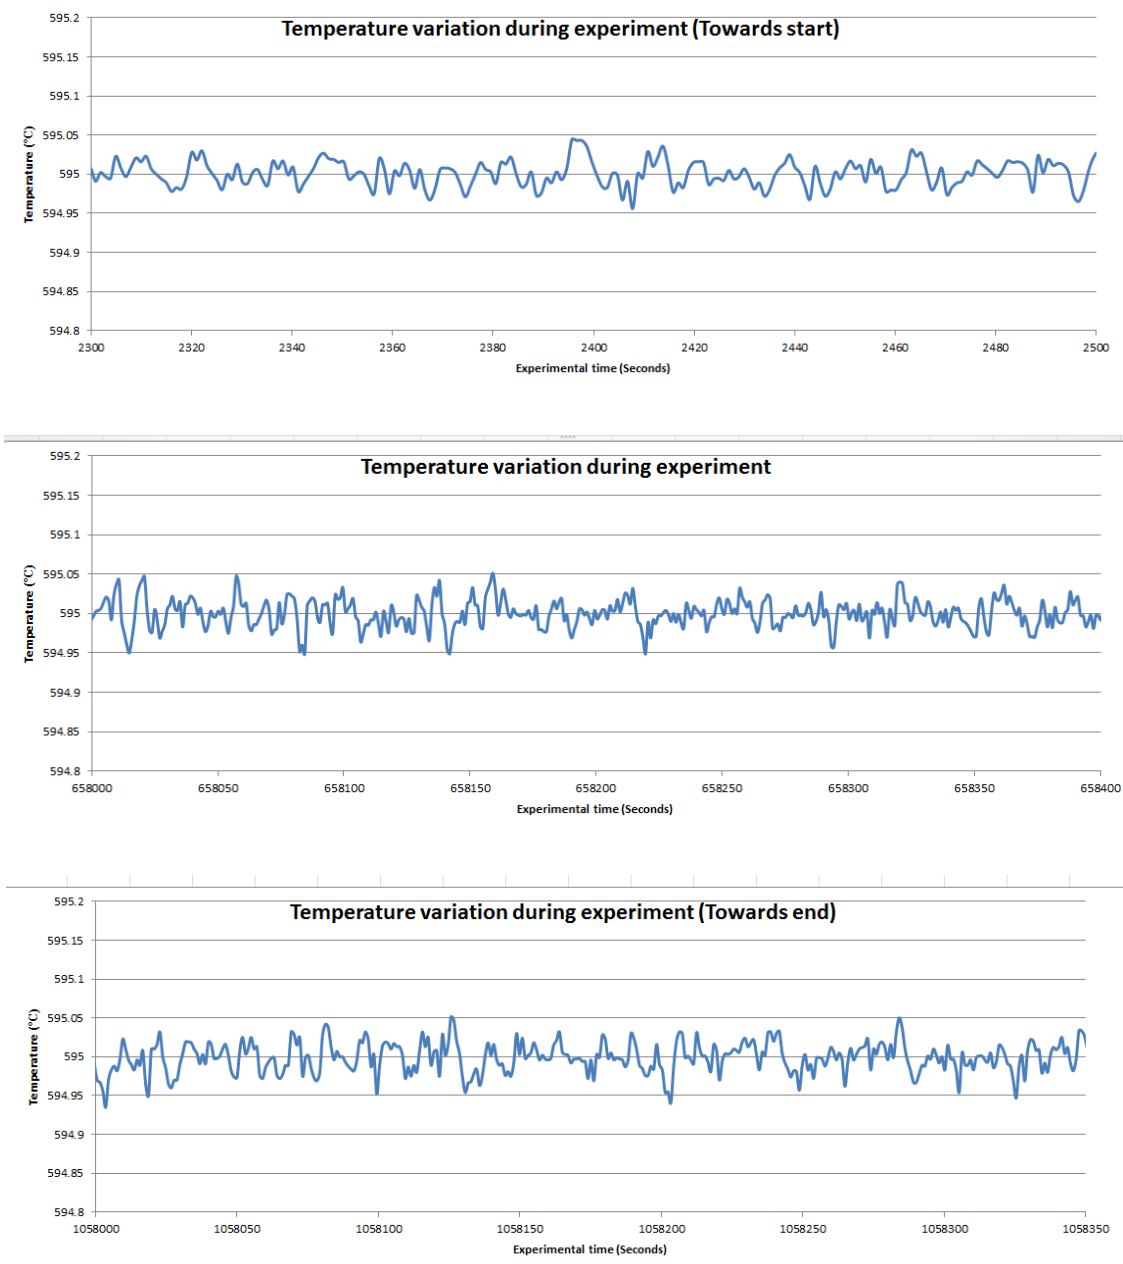 Temperature variation during experiment (Towards start)
595.2
595.15
595.1
595.05
595
594.95
594.9
594.85
594.8
Temperature (°C)
2300 2320 2340 2360 2380 2400 2420 2440 2460 2480 2500
Experimental time (Seconds)
Temperature variation during experiment
595.2
595.15
595.1
595.05
595
594.95
594.9
594.85
594.8
Temperature (°C)
658000 658050 658100 658150 658200 658250 658300 658350 658400
Experimental time (Seconds)
Temperature variation during experiment (Towards end)
595.2
595.15
595.1
595.05
595
594.95
594.9
594.85
594.8
Temperature (°C)
1058000 1058050 1058100 1058150 1058200 1058250 1058300 1058350
Experimental time (Seconds)